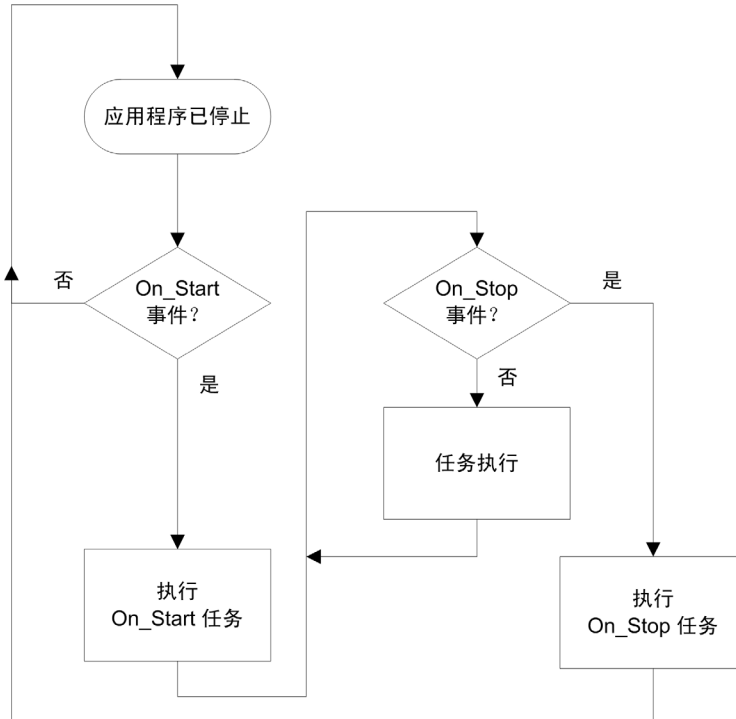 应用程序已停止
否
On_Start
事件?
是
执行
On_Start 任务
On_Stop
事件?
是
否
任务执行
执行
On_Stop 任务